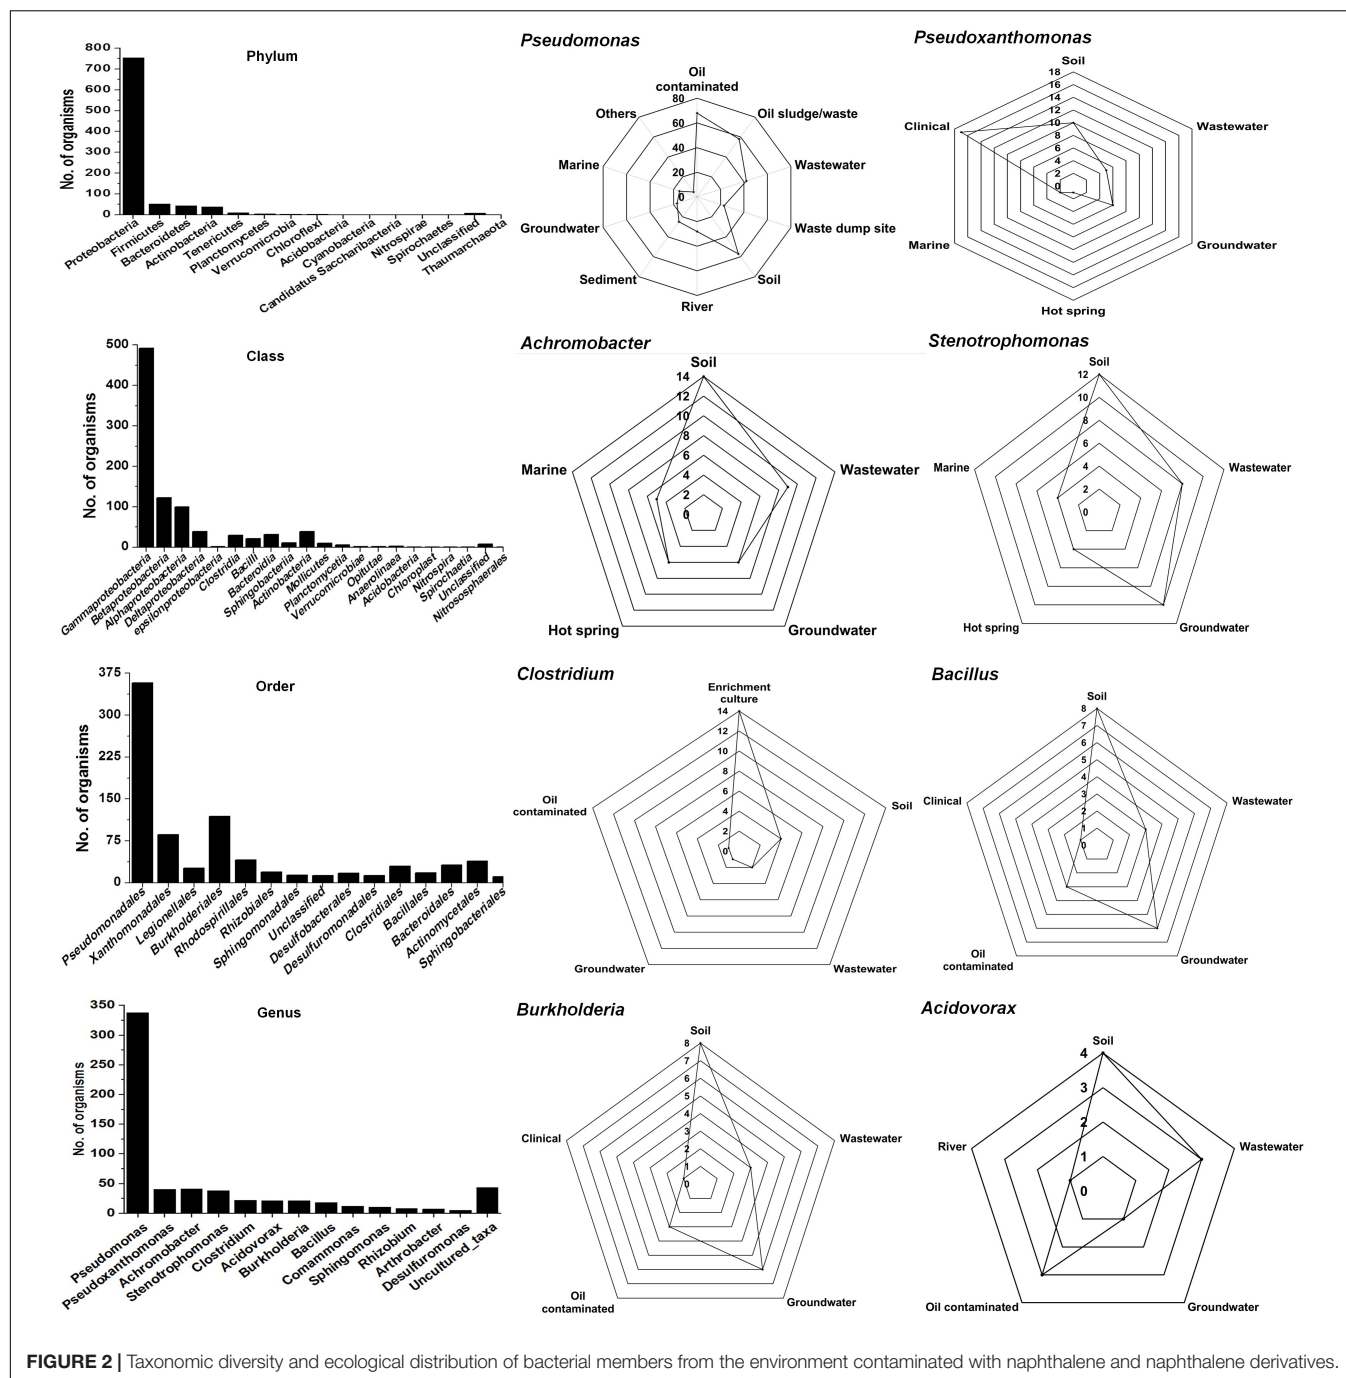 Phylum
No. of organisms
800
700
600
500
400
300
200
100
0
Proteobacteria
Firmicutes
Bacteroidetes
Actinobacteria
Tenericutes
Planctomycetes
Verrucomicrobia
Chloroflexi
Acidobacteria
Cyanobacteria
Candidatus Saccharibacteria
Nitrospirae
Spirochaetes
Unclassified
Thaumarchaeota
Pseudomonas
Oil
contaminated
Oil sludge/waste
Wastewater
Waste dump site
Soil
River
Sediment
Groundwater
Marine
Others
80
60
40
20
0
Pseudoxanthomonas
Soil
Wastewater
Groundwater
Hot spring
Marine
Clinical
18
16
14
12
10
8
6
4
2
0
Class
No. of organisms
500
400
300
200
100
0
Gammaproteobacteria
Betaproteobacteria
Alphaproteobacteria
Deltaproteobacteria
epsilonproteobacteria
Clostridia
Bacilli
Bacteroidia
Sphingobacteria
Actinobacteria
Mollicutes
Planctomycetia
Verrucomicrobiae
Opitutae
Anaerolinaea
Acidobacteria
Chloroplast
Nitrospira
Spirochaetia
Unclassified
Nitrososphaerales
Achromobacter
Soil
Wastewater
Groundwater
Hot spring
Marine
14
12
10
8
6
4
2
0
Stenotrophomonas
Soil
Wastewater
Groundwater
Hot spring
Marine
12
10
8
6
4
2
0
Order
No. of organisms
375
300
225
150
75
0
Pseudomonadales
Xanthomonadales
Legionellales
Burkholderiales
Rhodospirillales
Rhizobiales
Sphingomonadales
Unclassified
Desulfobacterales
Desulfuromonadales
Clostridiales
Bacillales
Bacteroidales
Actinomycetales
Sphingobacteriales
Clostridium
Enrichment
culture
Soil
Wastewater
Groundwater
Oil
contaminated
14
12
10
8
6
4
2
0
Bacillus
Soil
Wastewater
Groundwater
Oil
contaminated
Clinical
8
7
6
5
4
3
2
1
0
Genus
No. of organisms
350
300
250
200
150
100
50
0
Pseudomonas
Pseudoxanthomonas
Achromobacter
Stenotrophomonas
Clostridium
Acidovorax
Burkholderia
Bacillus
Comammonas
Sphingomonas
Rhizobium
Arthrobacter
Desulfuromonas
Uncultured_taxa
Burkholderia
Soil
Wastewater
Groundwater
Oil
contaminated
Clinical
8
7
6
5
4
3
2
1
0
Acidovorax
Soil
Wastewater
Groundwater
Oil contaminated
River
4
3
2
1
0
FIGURE 2 | Taxonomic diversity and ecological distribution of bacterial members from the environment contaminated with naphthalene and naphthalene derivatives.